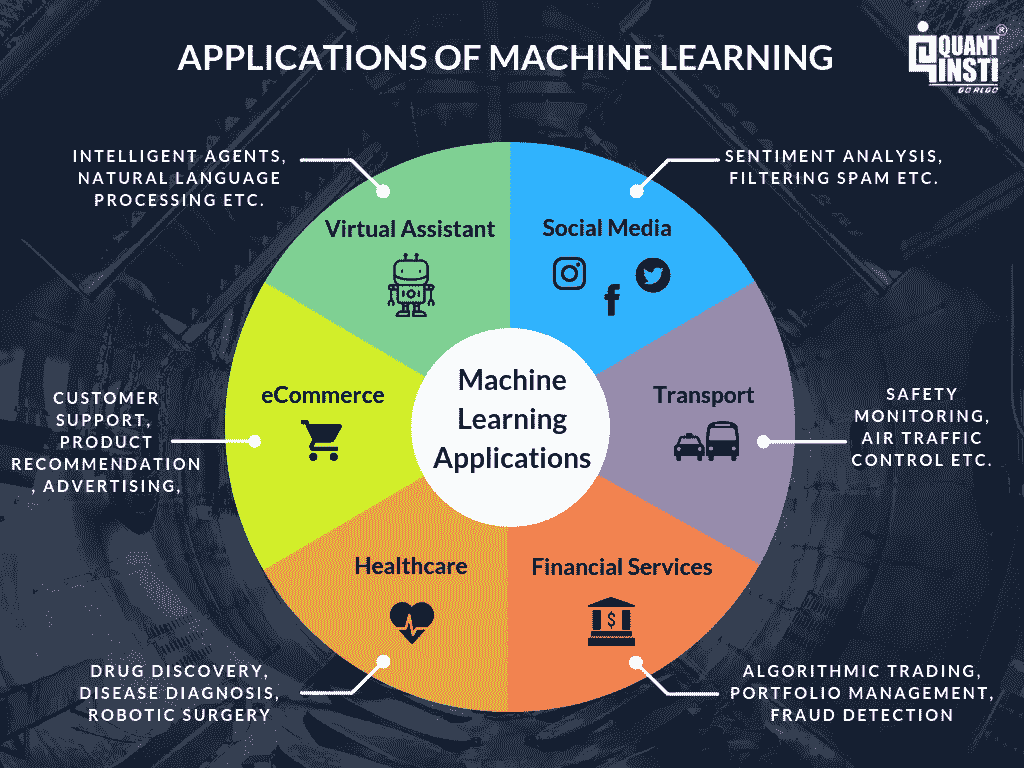 APPLICATIONS OF MACHINE LEARNING
QUANT
INSTI
®
GO ALGO
INTELLIGENT AGENTS,
NATURAL LANGUAGE
PROCESSING ETC.
SENTIMENT ANALYSIS,
FILTERING SPAM ETC.
Virtual Assistant
Social Media
CUSTOMER
SUPPORT,
PRODUCT
RECOMMENDATION
, ADVERTISING,
eCommerce
Machine
Learning
Applications
Transport
SAFETY
MONITORING,
AIR TRAFFIC
CONTROL ETC.
Healthcare
Financial Services
$
DRUG DISCOVERY,
DISEASE DIAGNOSIS,
ROBOTIC SURGERY
ALGORITHMIC TRADING,
PORTFOLIO MANAGEMENT,
FRAUD DETECTION